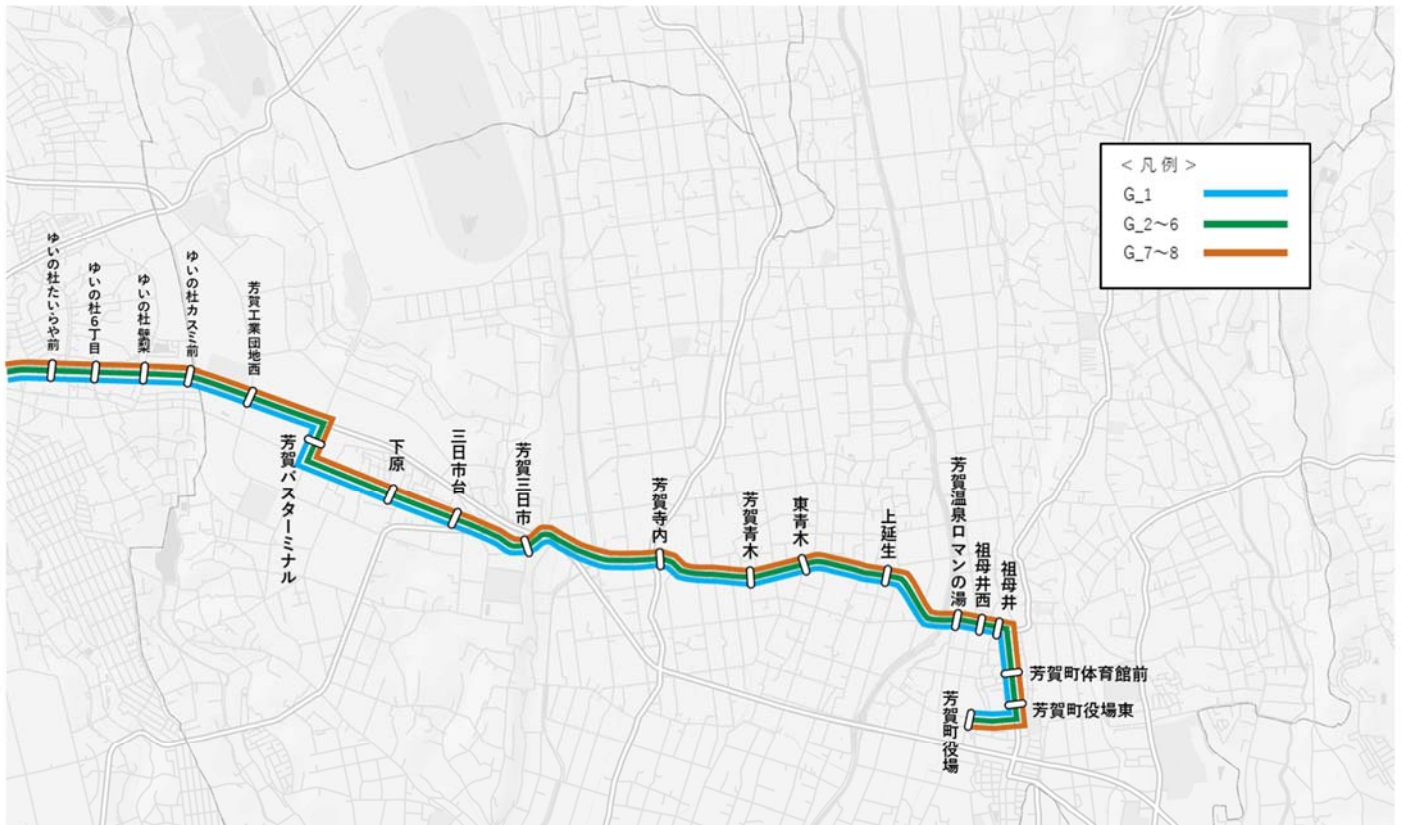 <凡例>
G_1
G_2～6
G_7～8
ゆいの杜たいらや前
ゆいの杜6丁目
ゆいの杜カスミ前
芳賀工業団地西
芳賀バスターミナル
下原
三日市台
芳賀三日市
芳賀寺内
芳賀青木
東青木
上延生
芳賀温泉ロマンの湯
祖母井西
祖母井
芳賀町体育館前
芳賀町役場東
芳賀町役場